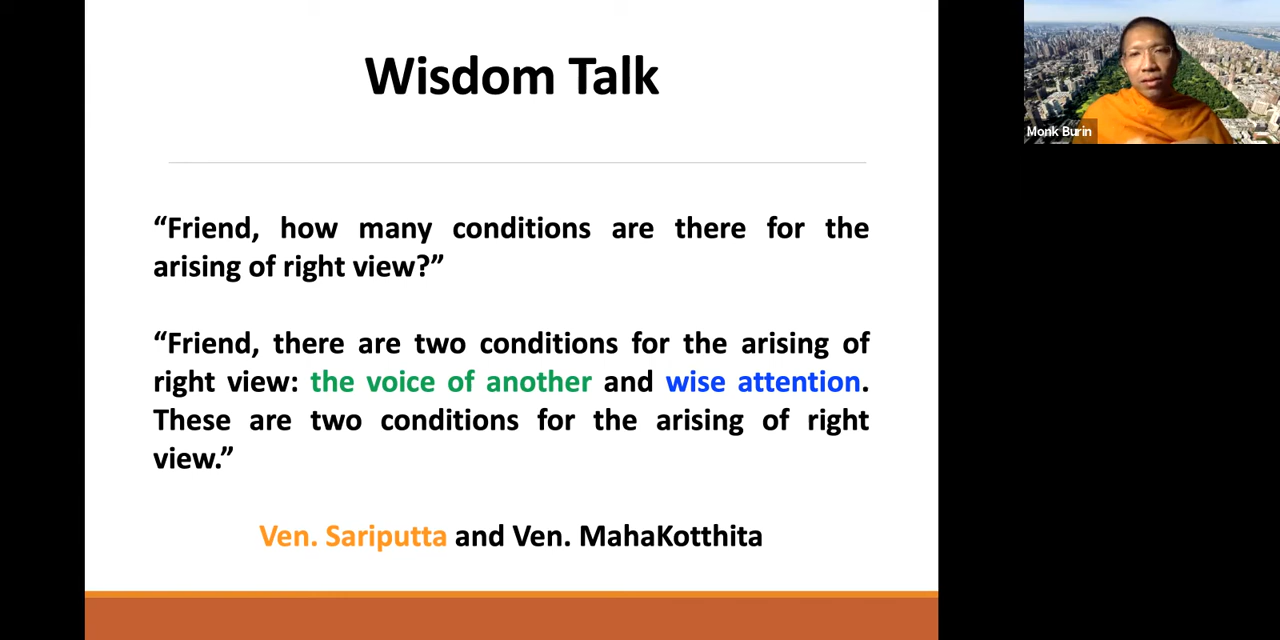 Wisdom Talk
“Friend, how many conditions are there for the
arising of right view?”
“Friend, there are two conditions for the arising of
right view: the voice of another and wise attention.
These are two conditions for the arising of right
view.”
Ven. Sariputta and Ven. MahaKotthita
Monk Burin